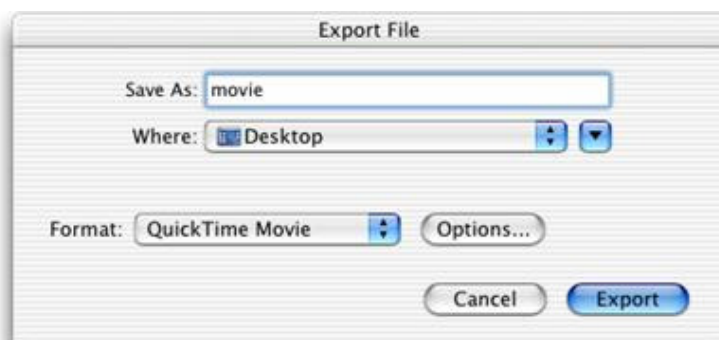 Export File
Save As: movie
Where: Desktop
Format: QuickTime Movie Options...
Cancel Export